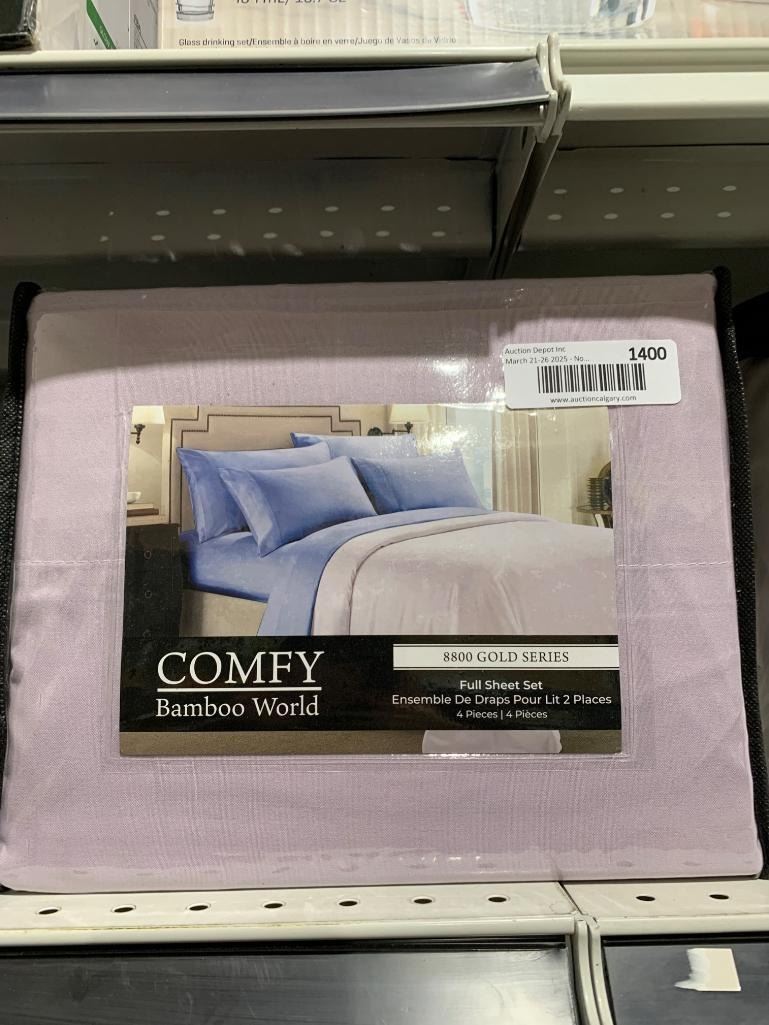 Glass drinking set/Ensemble à boire en verre/Juego de Vasos de Vidrio
Auction Depot Inc
March 21-26 2025 - No...
1400
www.auctioncalgary.com
COMFY
Bamboo World
8800 GOLD SERIES
Full Sheet Set
Ensemble De Draps Pour Lit 2 Places
4 Pieces | 4 Pièces